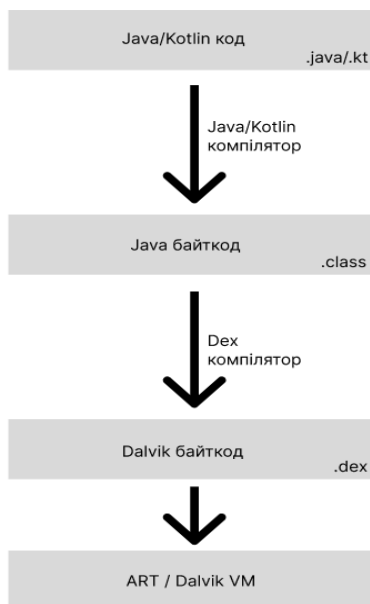 Java/Kotlin код
.java/.kt
Java/Kotlin
компілятор
Java байткод
.class
Dex
компілятор
Dalvik байткод
.dex
ART / Dalvik VM